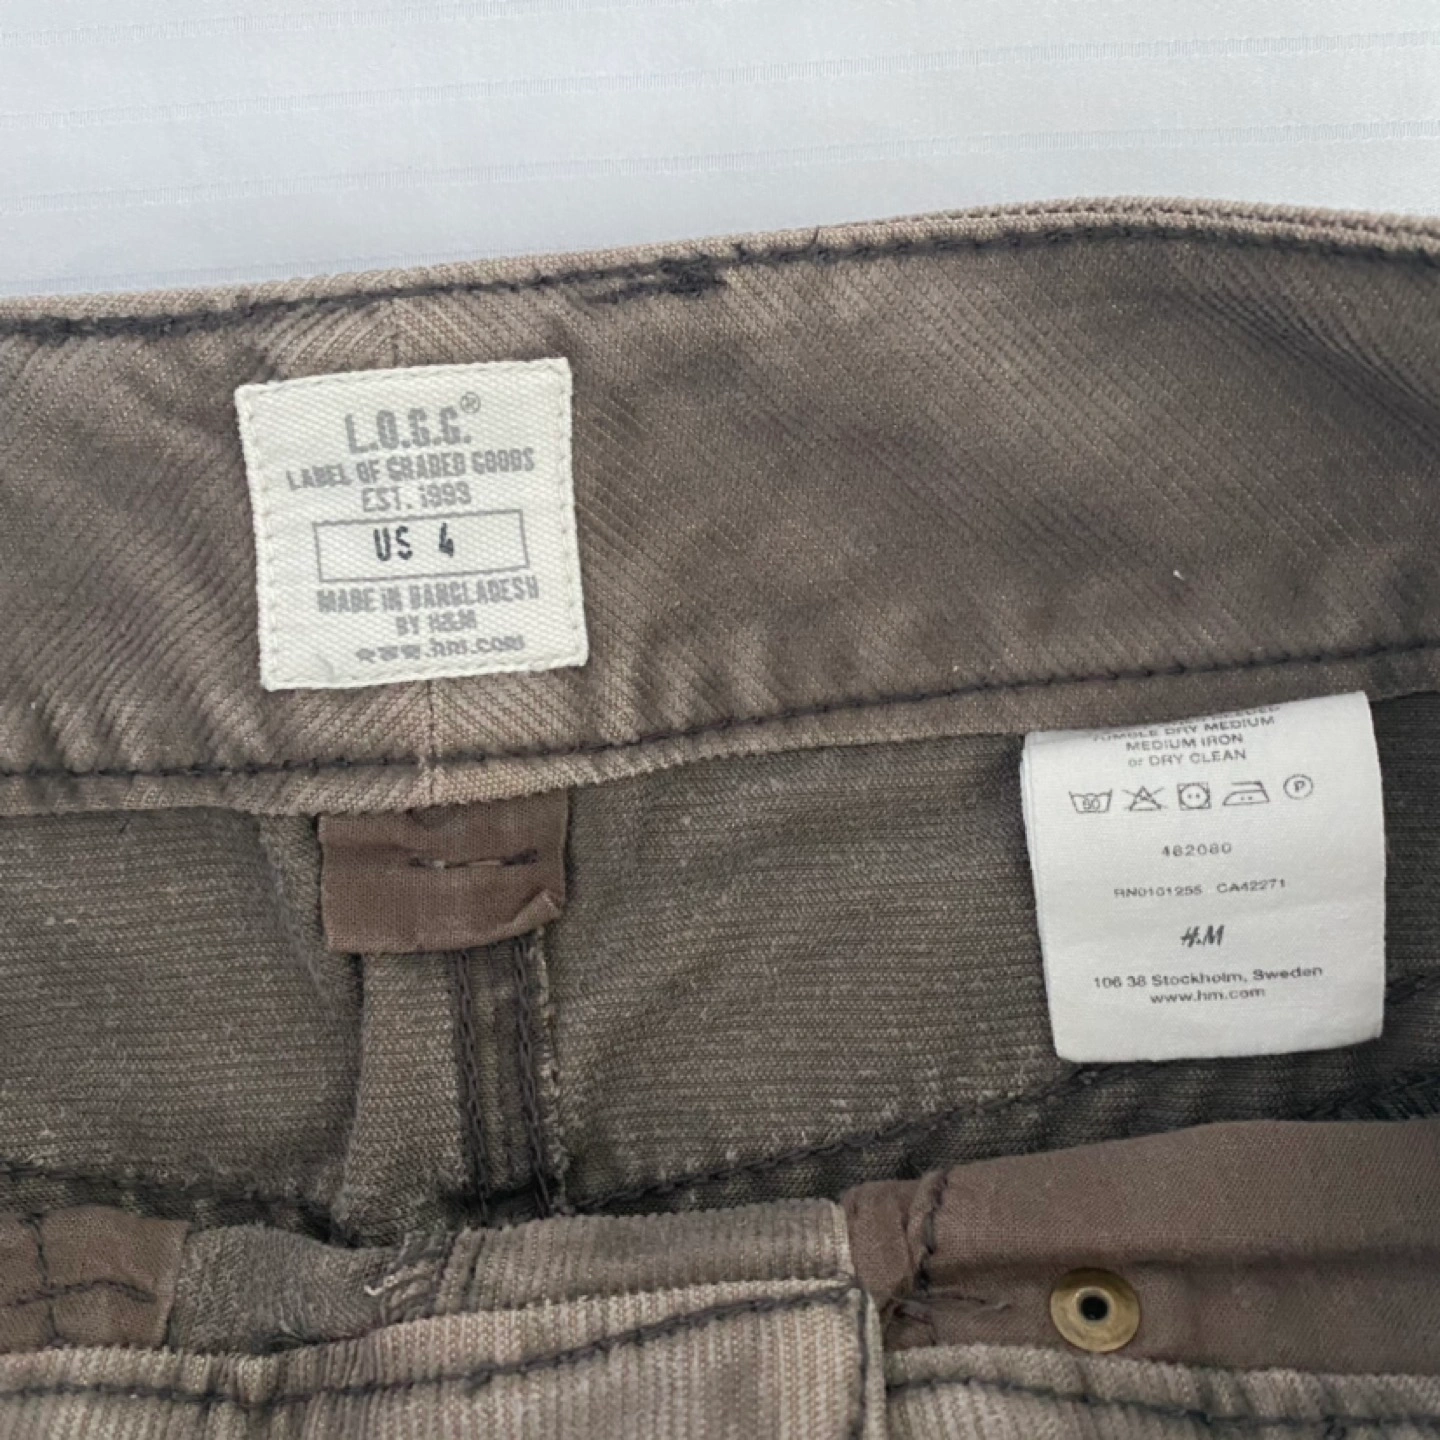 L.O.G.G.®
LABEL OF GRADED GOODS
EST. 1993
US 4
MADE IN BANGLADESH
BY H&M
www.hm.com
TUMBLE DRY MEDIUM
MEDIUM IRON
or DRY CLEAN
60
P
462080
RN0101255 CA42271
H&M
106 38 Stockholm, Sweden
www.hm.com